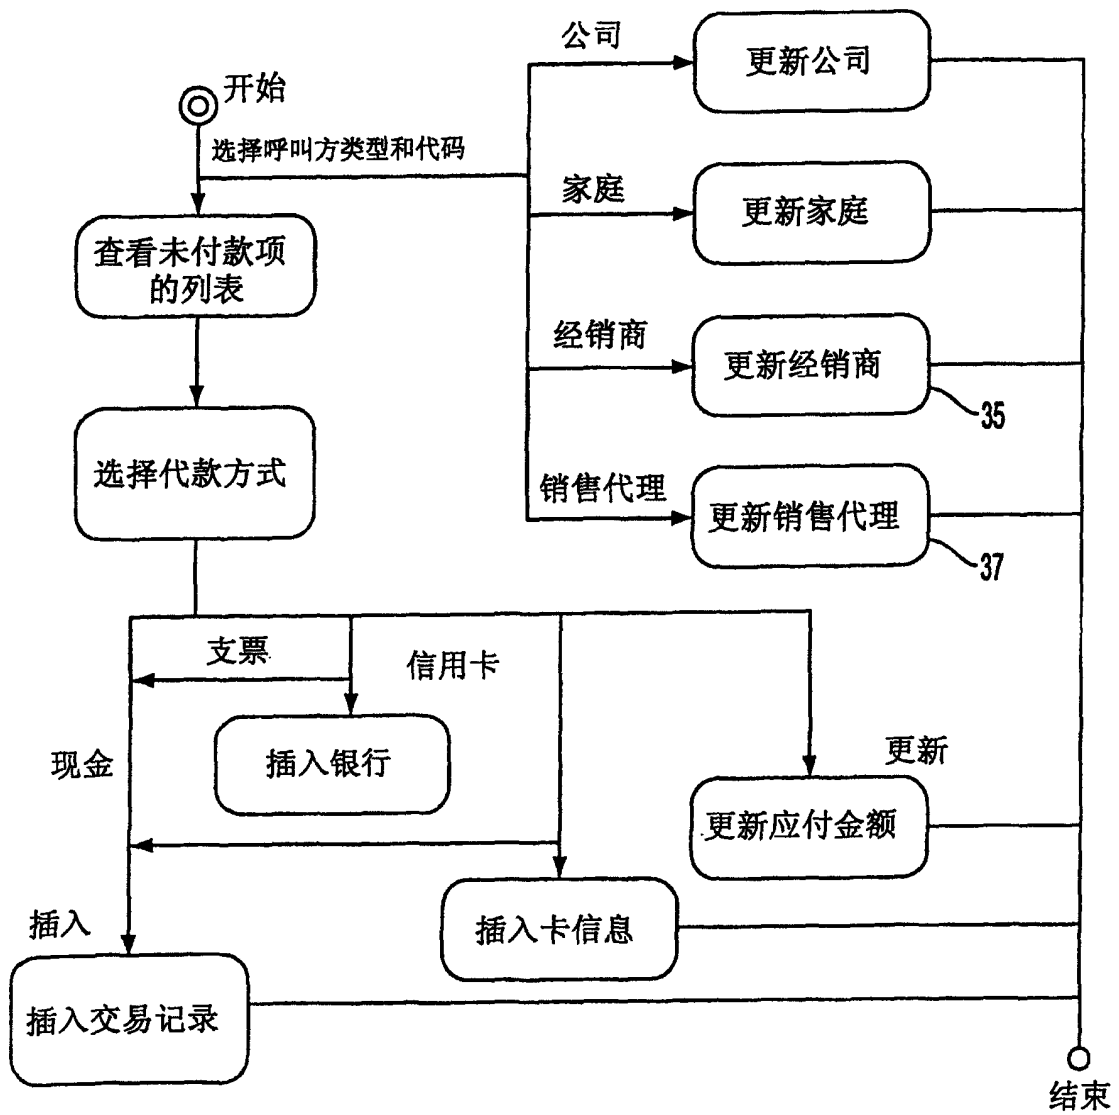 公司
更新公司
开始
选择呼叫方类型和代码
家庭
更新家庭
查看未付款项
的列表
经销商
更新经销商
35
选择代款方式
销售代理
更新销售代理
37
支票
信用卡
插入银行
现金
更新
更新应付金额
插入
插入卡信息
插入交易记录
结束